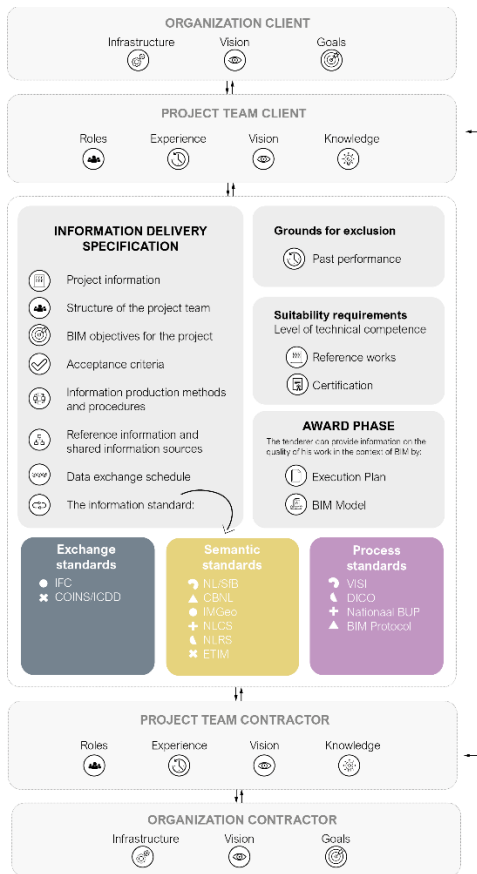 ORGANIZATION CLIENT
Infrastructure Vision Goals
PROJECT TEAM CLIENT
Roles Experience Vision Knowledge
INFORMATION DELIVERY
SPECIFICATION
Project information
Structure of the project team
BIM objectives for the project
Acceptance criteria
Information production methods
and procedures
Reference information and
shared information sources
Data exchange schedule
The information standard:
Grounds for exclusion
Past performance
Suitability requirements
Level of technical competence
Reference works
Certification
AWARD PHASE
The tenderer can provide information on the
quality of his work in the context of BIM by:
Execution Plan
BIM Model
Exchange
standards
IFC
COINS/ICDD
Semantic
standards
NL/SfB
CBNL
IMGeo
NLCS
NLRS
ETIM
Process
standards
VISI
DICO
Nationaal BUP
BIM Protocol
PROJECT TEAM CONTRACTOR
Roles Experience Vision Knowledge
ORGANIZATION CONTRACTOR
Infrastructure Vision Goals